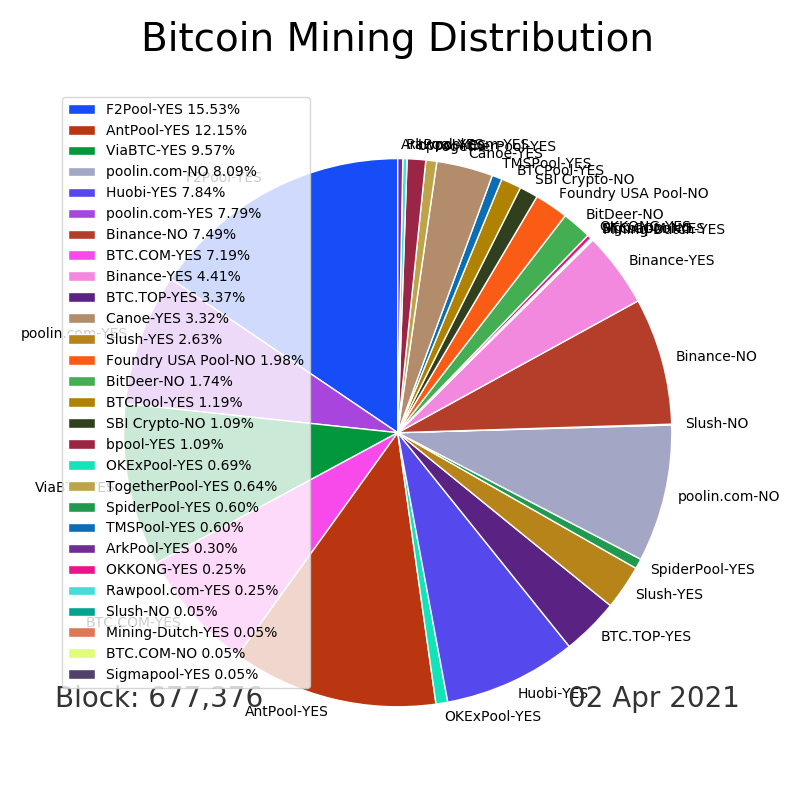 Bitcoin Mining Distribution
F2Pool-YES 15.53%
AntPool-YES 12.15%
ViaBTC-YES 9.57%
poolin.com-NO 8.09%
Huobi-YES 7.84%
poolin.com-YES 7.79%
Binance-NO 7.49%
BTC.COM-YES 7.19%
Binance-YES 4.41%
BTC.TOP-YES 3.37%
Canoe-YES 3.32%
Slush-YES 2.63%
Foundry USA Pool-NO 1.98%
BitDeer-NO 1.74%
BTCPool-YES 1.19%
SBI Crypto-NO 1.09%
bpool-YES 1.09%
OKExPool-YES 0.69%
TogetherPool-YES 0.64%
SpiderPool-YES 0.60%
TMSPool-YES 0.60%
ArkPool-YES 0.30%
OKKONG-YES 0.25%
Rawpool.com-YES 0.25%
Slush-NO 0.05%
Mining-Dutch-YES 0.05%
BTC.COM-NO 0.05%
Sigmapool-YES 0.05%
F2Pool-YES
poolin.com-YES
ViaBTC-YES
BTC.COM-YES
AntPool-YES
OKExPool-YES
Huobi-YES
BTC.TOP-YES
Slush-YES
SpiderPool-YES
poolin.com-NO
Slush-NO
Binance-NO
Binance-YES
Mining-Dutch-YES
OKKONG-YES
BitDeer-NO
Foundry USA Pool-NO
SBI Crypto-NO
BTCPool-YES
TMSPool-YES
Canoe-YES
Block: 677,376
02 Apr 2021